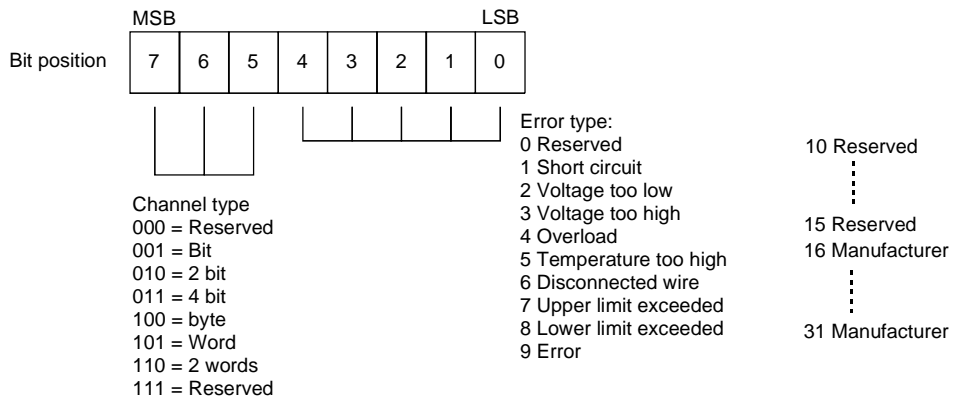 MSB LSB
Bit position 7 6 5 4 3 2 1 0
Channel type
000 = Reserved
001 = Bit
010 = 2 bit
011 = 4 bit
100 = byte
101 = Word
110 = 2 words
111 = Reserved
Error type:
0 Reserved
1 Short circuit
2 Voltage too low
3 Voltage too high
4 Overload
5 Temperature too high
6 Disconnected wire
7 Upper limit exceeded
8 Lower limit exceeded
9 Error
10 Reserved
15 Reserved
16 Manufacturer
31 Manufacturer